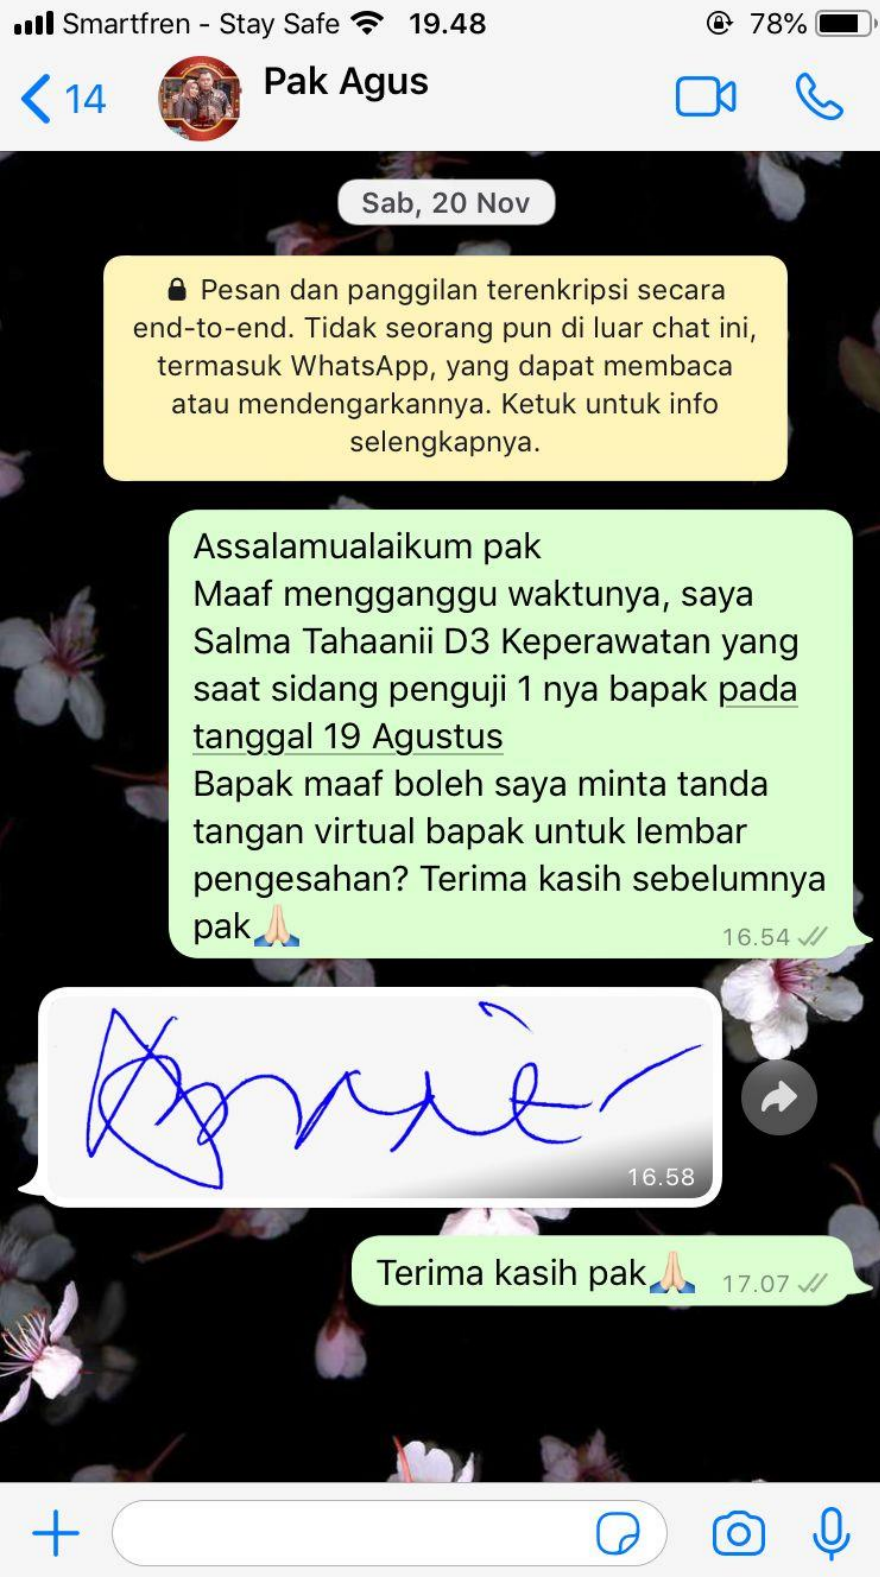 Smartfren - Stay Safe 19.48 78%
14 Pak Agus
Sab, 20 Nov
Pesan dan panggilan terenkripsi secara
end-to-end. Tidak seorang pun di luar chat ini,
termasuk WhatsApp, yang dapat membaca
atau mendengarkannya. Ketuk untuk info
selengkapnya.
Assalamualaikum pak
Maaf mengganggu waktunya, saya
Salma Tahaanii D3 Keperawatan yang
saat sidang penguji 1 nya bapak pada
tanggal 19 Agustus
Bapak maaf boleh saya minta tanda
tangan virtual bapak untuk lembar
pengesahan? Terima kasih sebelumnya
pak🙏🏻 16.54
16.58
Terima kasih pak🙏🏻 17.07